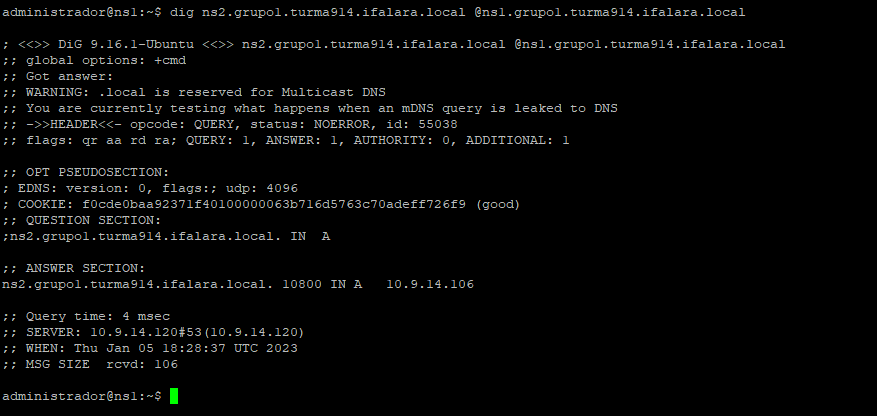 administrador@ns1:~$ dig ns2.grupo1.turma914.ifalara.local @ns1.grupo1.turma914.ifalara.local
; <<>> DiG 9.16.1-Ubuntu <<>> ns2.grupo1.turma914.ifalara.local @ns1.grupo1.turma914.ifalara.local
;; global options: +cmd
;; Got answer:
;; WARNING: .local is reserved for Multicast DNS
;; You are currently testing what happens when an mDNS query is leaked to DNS
;; ->>HEADER<<- opcode: QUERY, status: NOERROR, id: 55038
;; flags: qr aa rd ra; QUERY: 1, ANSWER: 1, AUTHORITY: 0, ADDITIONAL: 1
;; OPT PSEUDOSECTION:
; EDNS: version: 0, flags:; udp: 4096
; COOKIE: f0cde0baa92371f40100000063b716d5763c70adeff726f9 (good)
;; QUESTION SECTION:
;ns2.grupo1.turma914.ifalara.local. IN A
;; ANSWER SECTION:
ns2.grupo1.turma914.ifalara.local. 10800 IN A 10.9.14.106
;; Query time: 4 msec
;; SERVER: 10.9.14.120#53(10.9.14.120)
;; WHEN: Thu Jan 05 18:28:37 UTC 2023
;; MSG SIZE rcvd: 106
administrador@ns1:~$